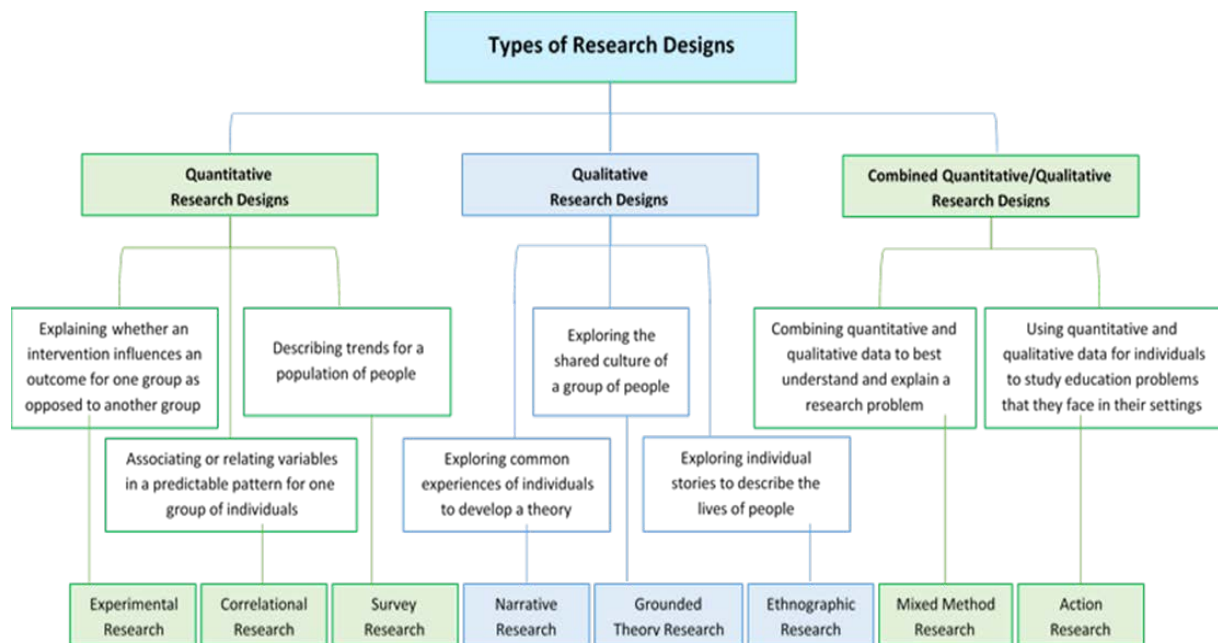 Types of Research Designs
Quantitative
Research Designs
Qualitative
Research Designs
Combined Quantitative/Qualitative
Research Designs
Explaining whether an
intervention influences an
outcome for one group as
opposed to another group
Describing trends for a
population of people
Exploring the
shared culture of
a group of people
Combining quantitative and
qualitative data to best
understand and explain a
research problem
Using quantitative and
qualitative data for individuals
to study education problems
that they face in their settings
Associating or relating variables
in a predictable pattern for one
group of individuals
Exploring common
experiences of individuals
to develop a theory
Exploring individual
stories to describe the
lives of people
Experimental
Research
Correlational
Research
Survey
Research
Narrative
Research
Grounded
Theory Research
Ethnographic
Research
Mixed Method
Research
Action
Research